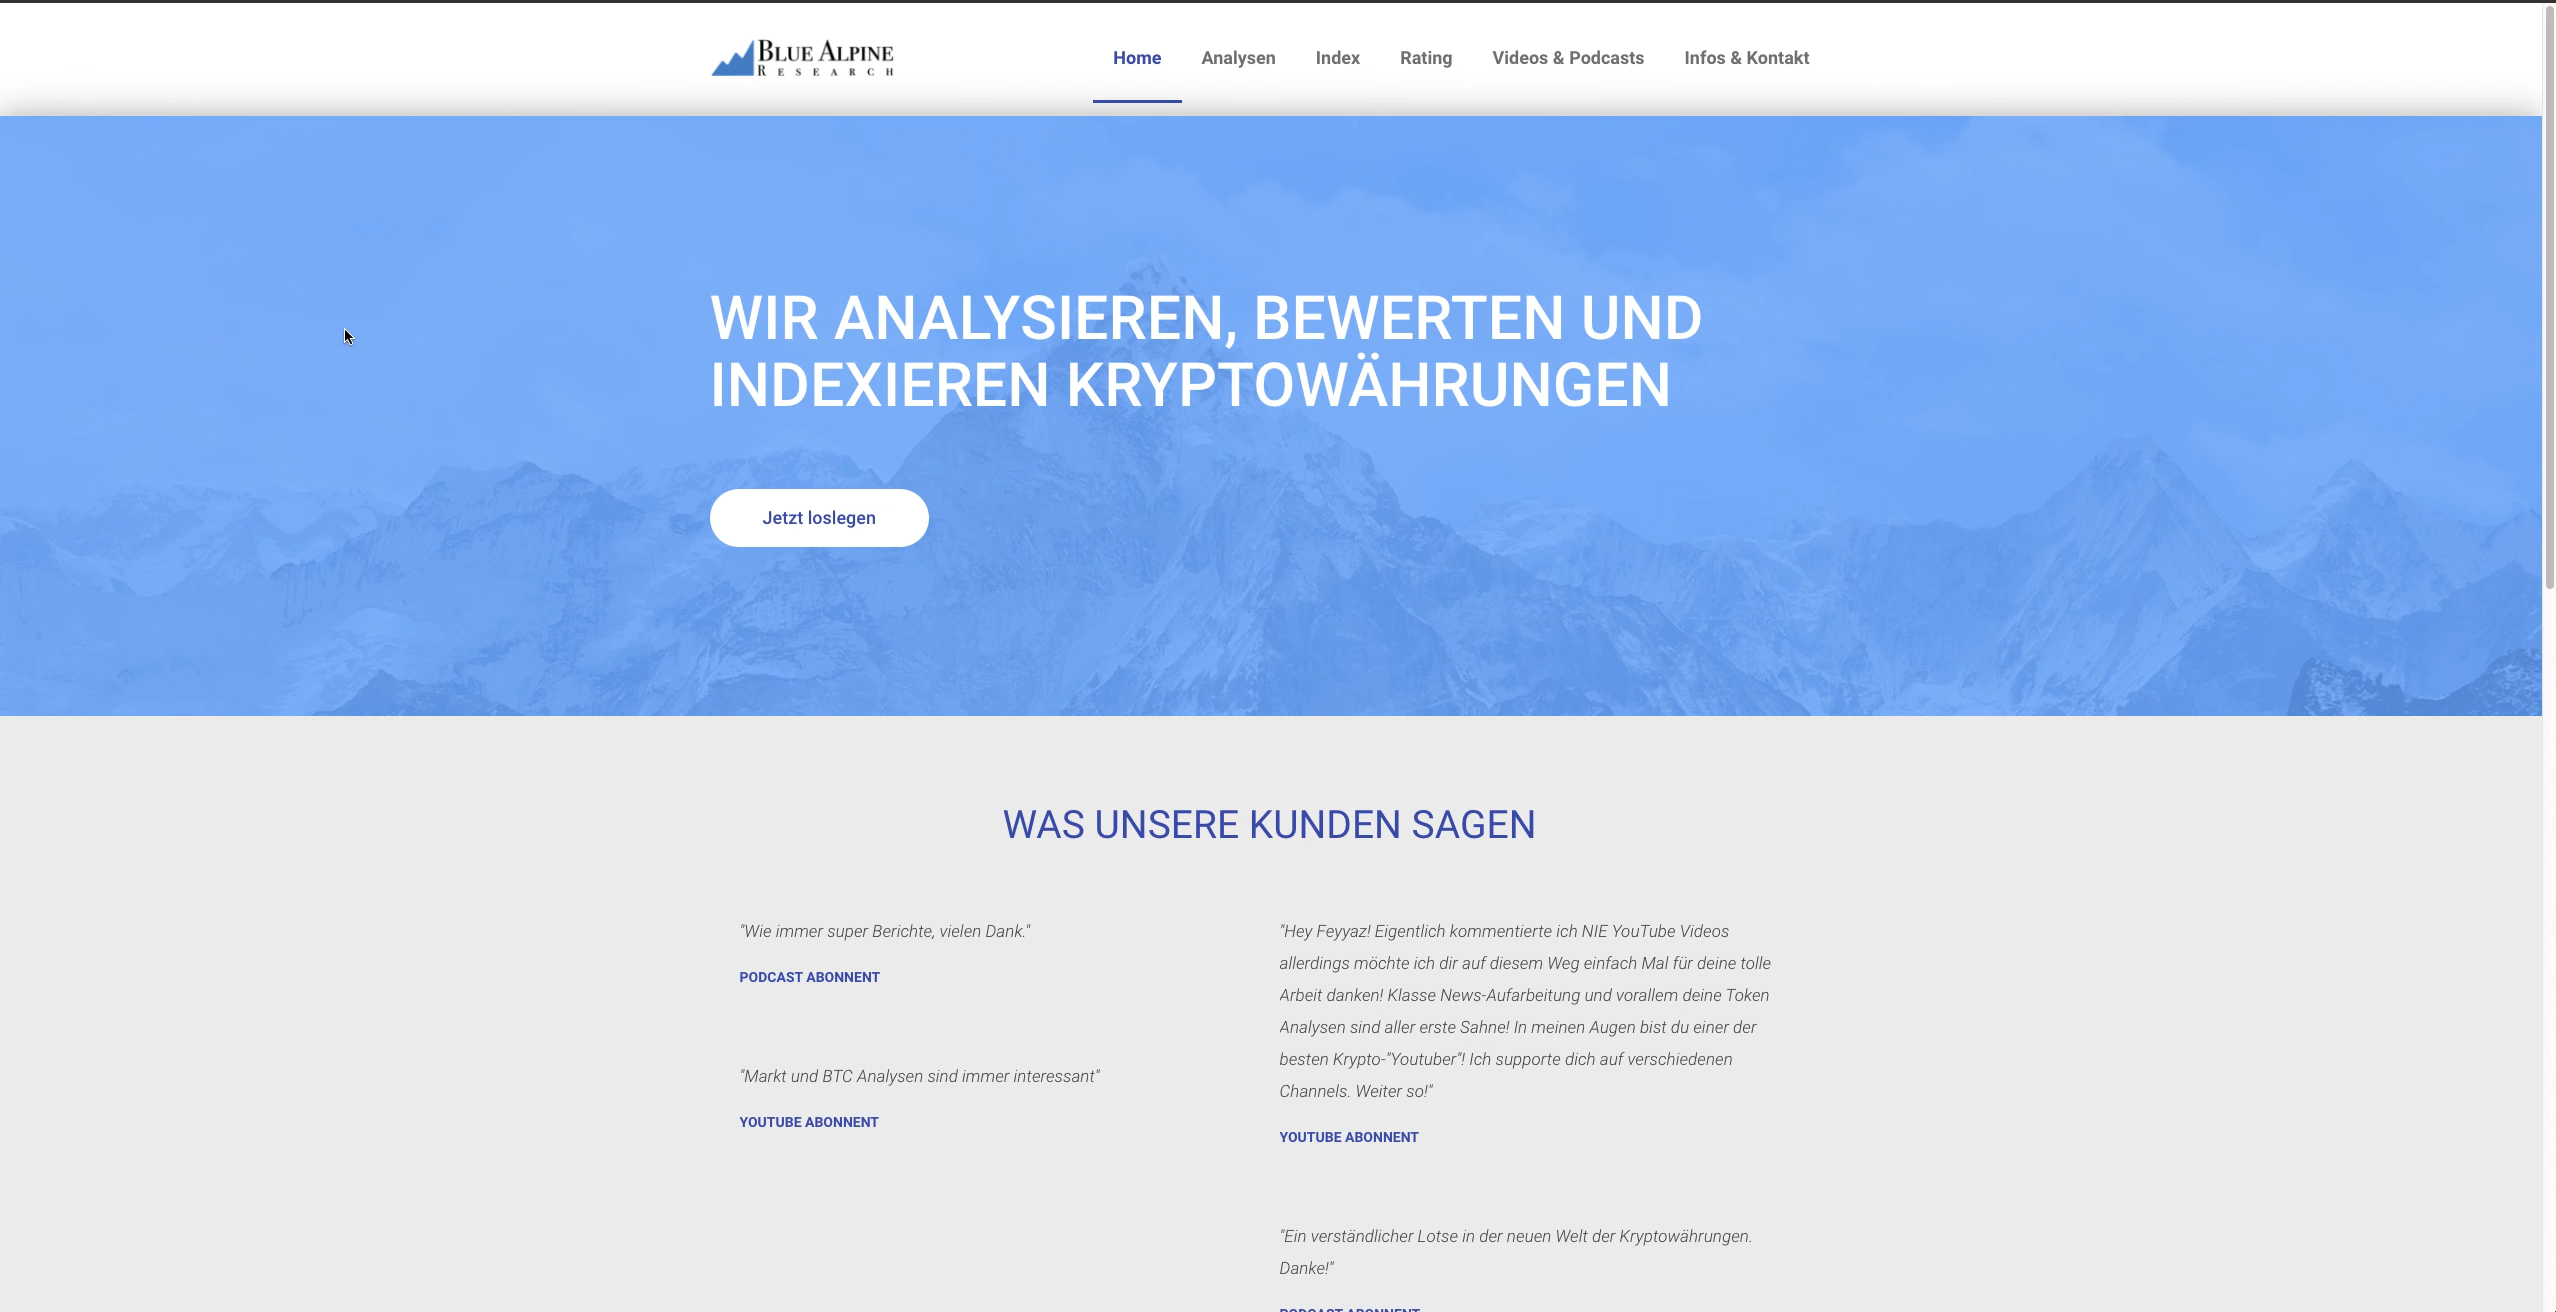 BLUE ALPINE
RESEARCH
Home
Analysen
Index
Rating
Videos & Podcasts
Infos & Kontakt
WIR ANALYSIEREN, BEWERTEN UND
INDEXIEREN KRYPTOWÄHRUNGEN
Jetzt loslegen
WAS UNSERE KUNDEN SAGEN
"Wie immer super Berichte, vielen Dank."
PODCAST ABONNENT
"Markt und BTC Analysen sind immer interessant"
YOUTUBE ABONNENT
"Hey Feyyaz! Eigentlich kommentierte ich NIE YouTube Videos
allerdings möchte ich dir auf diesem Weg einfach Mal für deine tolle
Arbeit danken! Klasse News-Aufarbeitung und vorallem deine Token
Analysen sind aller erste Sahne! In meinen Augen bist du einer der
besten Krypto-"Youtuber"! Ich supporte dich auf verschiedenen
Channels. Weiter so!"
YOUTUBE ABONNENT
"Ein verständlicher Lotse in der neuen Welt der Kryptowährungen.
Danke!"
PODCAST ABONNENT